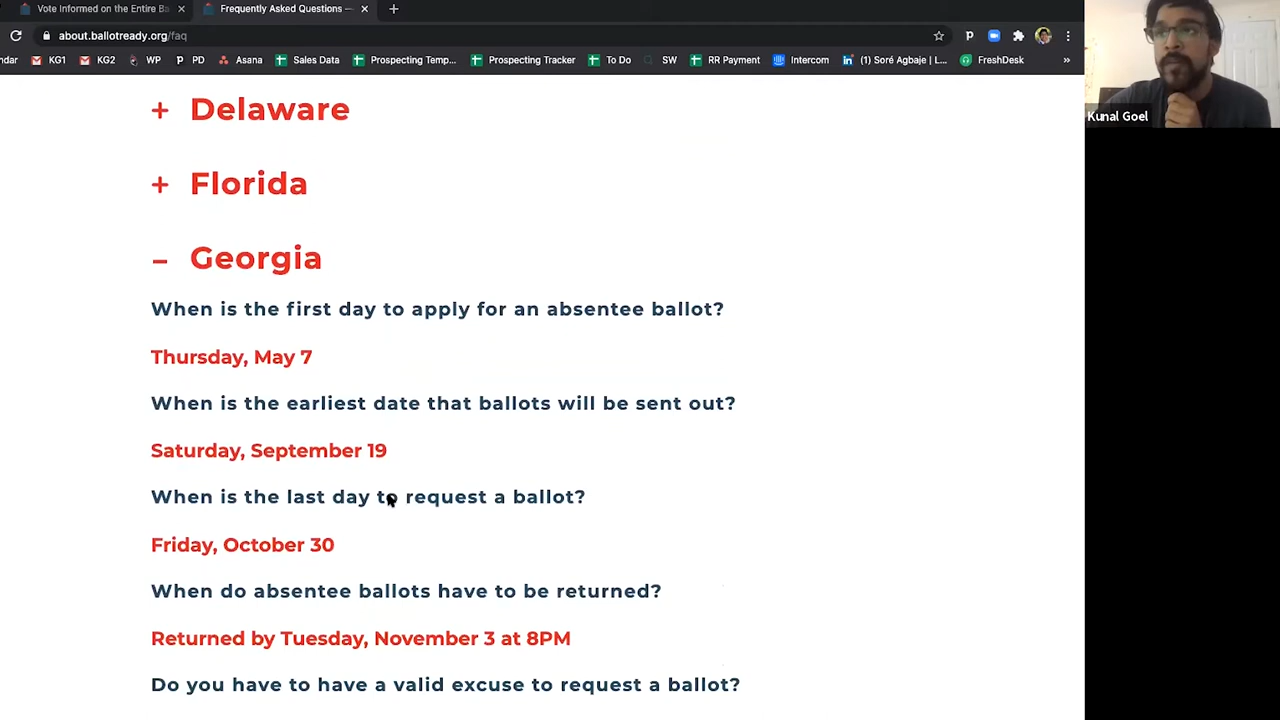 Vote Informed on the Entire Ba
Frequently Asked Questions —
about.ballotready.org/faq
ndar
KG1
KG2
WP
PD
Asana
Sales Data
Prospecting Temp...
Prospecting Tracker
To Do
SW
RR Payment
Intercom
(1) Soré Agbaje | L...
FreshDesk
»
Kunal Goel
+ Delaware
+ Florida
– Georgia
When is the first day to apply for an absentee ballot?
Thursday, May 7
When is the earliest date that ballots will be sent out?
Saturday, September 19
When is the last day to request a ballot?
Friday, October 30
When do absentee ballots have to be returned?
Returned by Tuesday, November 3 at 8PM
Do you have to have a valid excuse to request a ballot?